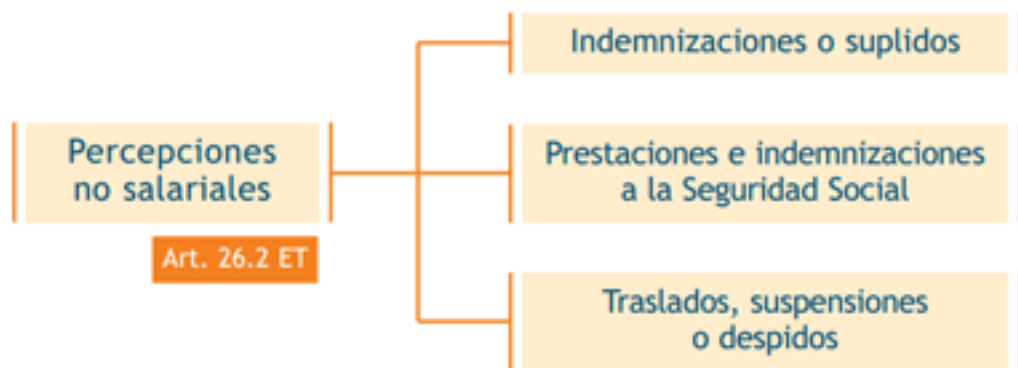 Percepciones
no salariales
Art. 26.2 ET
Indemnizaciones o suplidos
Prestaciones e indemnizaciones
a la Seguridad Social
Traslados, suspensiones
o despidos